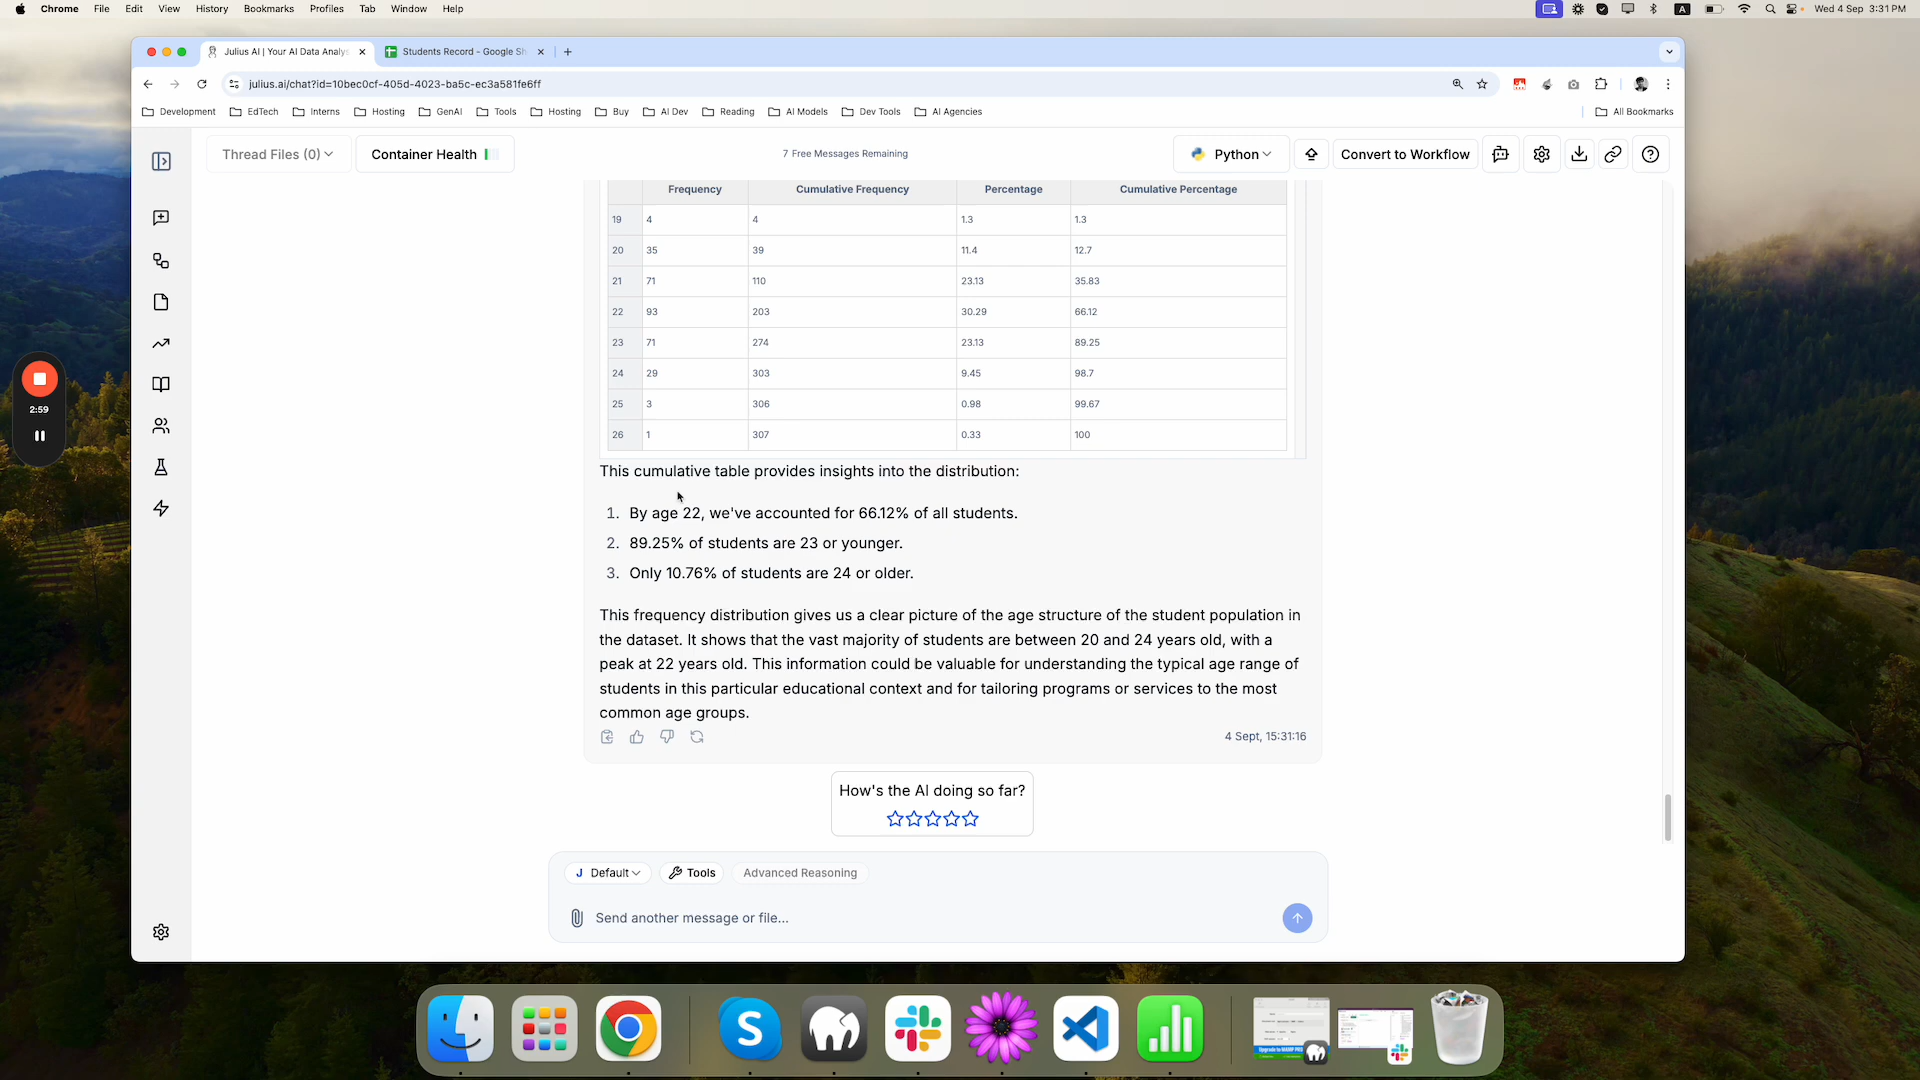 Chrome File Edit View History Bookmarks Profiles Tab Window Help A Wed 4 Sep 3:31 PM
Julius AI | Your AI Data Analys Students Record - Google Sh
julius.ai/chat?id=10bec0cf-405d-4023-ba5c-ec3a581fe6ff
Development EdTech Interns Hosting GenAI Tools Hosting Buy AI Dev Reading AI Models Dev Tools AI Agencies All Bookmarks
Thread Files (0) Container Health 7 Free Messages Remaining Python Convert to Workflow
Frequency Cumulative Frequency Percentage Cumulative Percentage
19 4 4 1.3 1.3
20 35 39 11.4 12.7
21 71 110 23.13 35.83
22 93 203 30.29 66.12
23 71 274 23.13 89.25
24 29 303 9.45 98.7
25 3 306 0.98 99.67
26 1 307 0.33 100
2:59
This cumulative table provides insights into the distribution:
1. By age 22, we've accounted for 66.12% of all students.
2. 89.25% of students are 23 or younger.
3. Only 10.76% of students are 24 or older.
This frequency distribution gives us a clear picture of the age structure of the student population in
the dataset. It shows that the vast majority of students are between 20 and 24 years old, with a
peak at 22 years old. This information could be valuable for understanding the typical age range of
students in this particular educational context and for tailoring programs or services to the most
common age groups.
4 Sept, 15:31:16
How's the AI doing so far?
J Default Tools Advanced Reasoning
Send another message or file...
S